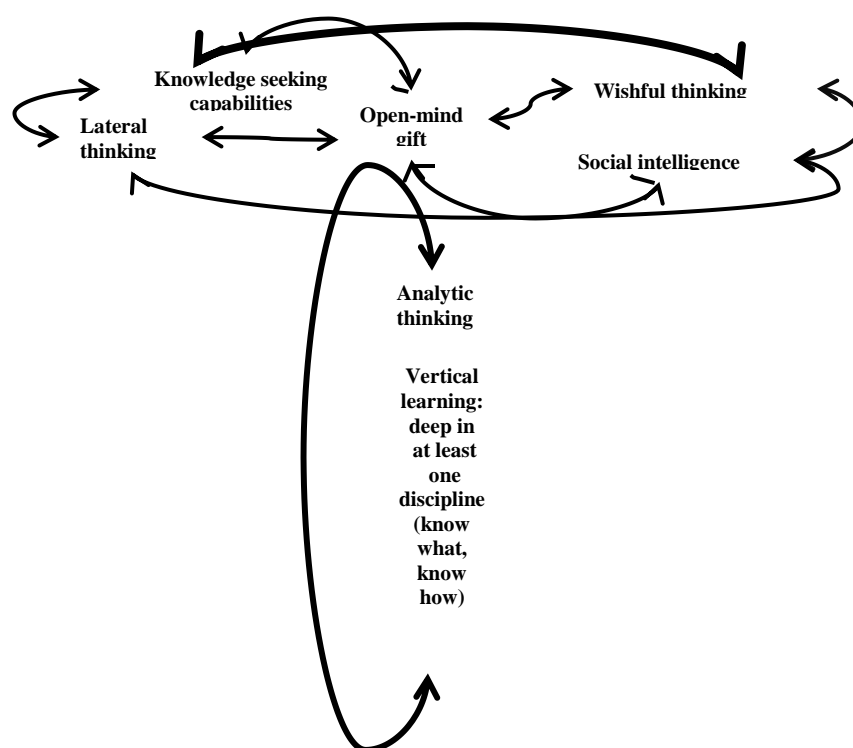 Knowledge seeking
capabilities
Lateral
thinking
Open-mind
gift
Wishful thinking
Social intelligence
Analytic
thinking
Vertical
learning:
deep in
at least
one
discipline
(know
what,
know
how)